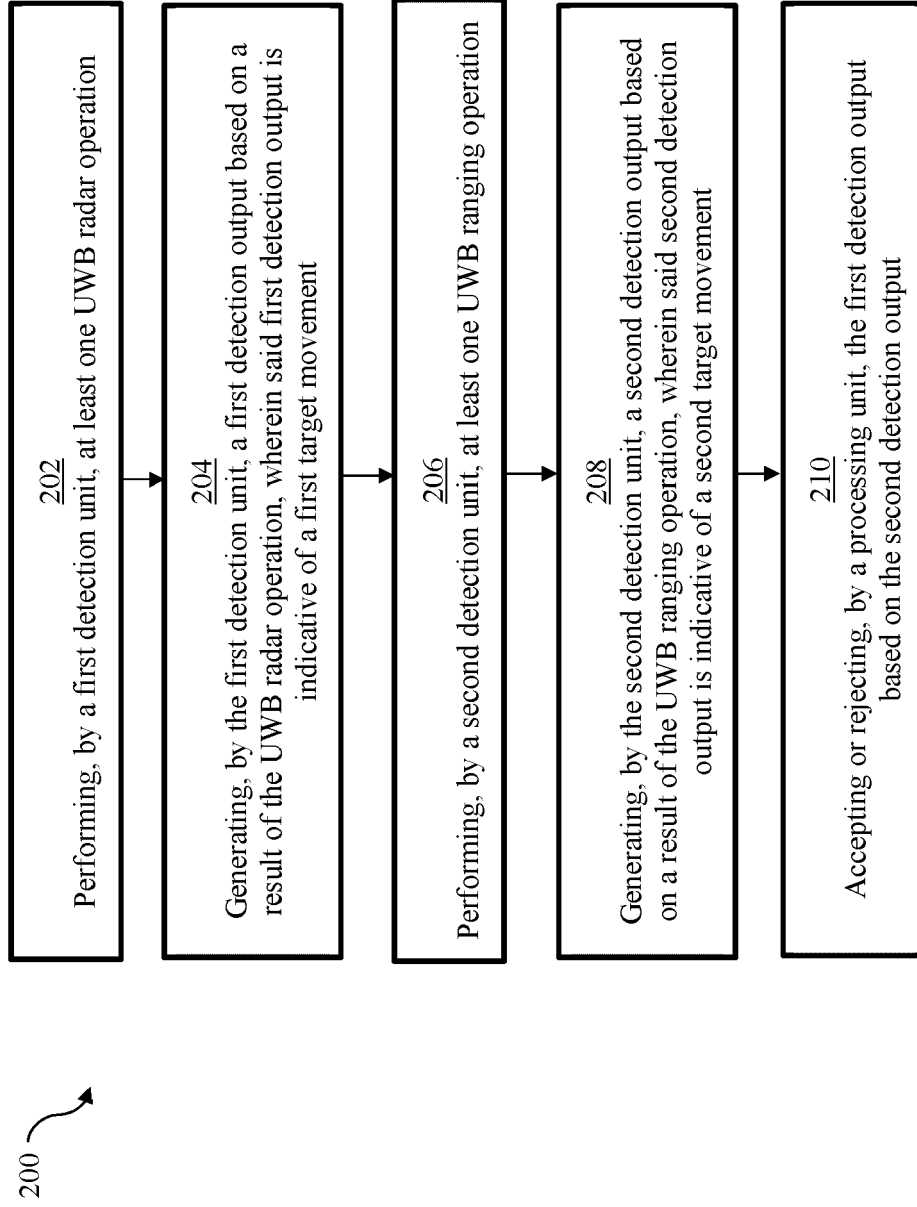 200
202
Performing, by a first detection unit, at least one UWB radar operation
204
Generating, by the first detection unit, a first detection output based on a
result of the UWB radar operation, wherein said first detection output is
indicative of a first target movement
206
Performing, by a second detection unit, at least one UWB ranging operation
208
Generating, by the second detection unit, a second detection output based
on a result of the UWB ranging operation, wherein said second detection
output is indicative of a second target movement
210
Accepting or rejecting, by a processing unit, the first detection output
based on the second detection output